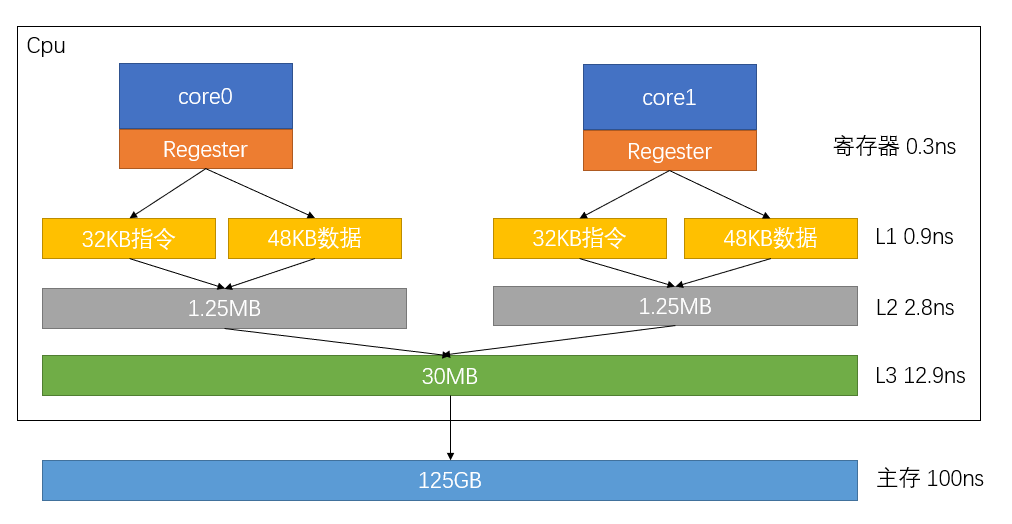 Cpu
core0
core1
Regester
Regester
寄存器 0.3ns
32KB指令
48KB数据
32KB指令
48KB数据
L1 0.9ns
1.25MB
1.25MB
L2 2.8ns
30MB
L3 12.9ns
125GB
主存 100ns